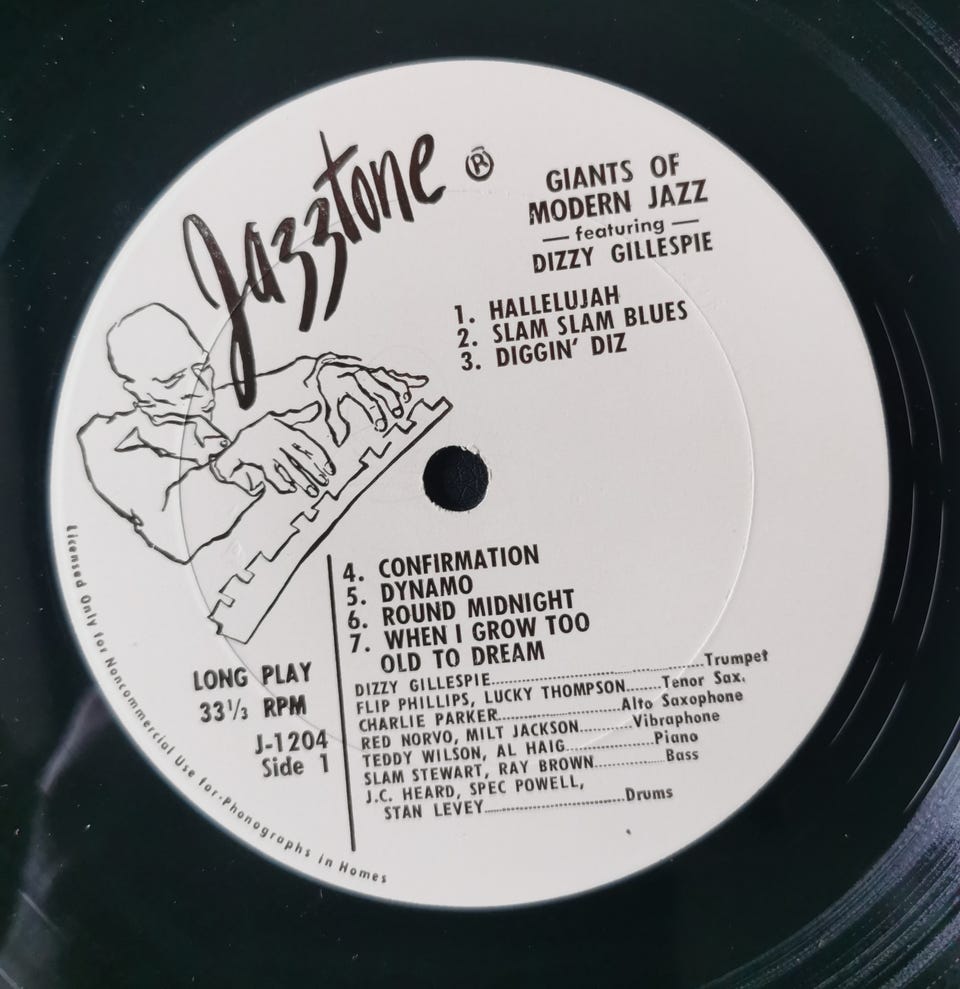 Jazztone ®
GIANTS OF
MODERN JAZZ
— featuring —
DIZZY GILLESPIE
1. HALLELUJAH
2. SLAM SLAM BLUES
3. DIGGIN' DIZ
4. CONFIRMATION
5. DYNAMO
6. ROUND MIDNIGHT
7. WHEN I GROW TOO
OLD TO DREAM
LONG PLAY
33⅓ RPM
J-1204
Side 1
DIZZY GILLESPIE................Trumpet
FLIP PHILLIPS, LUCKY THOMPSON.......Tenor Sax.
CHARLIE PARKER................Alto Saxophone
RED NORVO, MILT JACKSON..........Vibraphone
TEDDY WILSON, AL HAIG..............Piano
SLAM STEWART, RAY BROWN............Bass
J.C. HEARD, SPEC POWELL,
STAN LEVEY................Drums
Licensed Only for Noncommercial Use for Phonographs in Homes